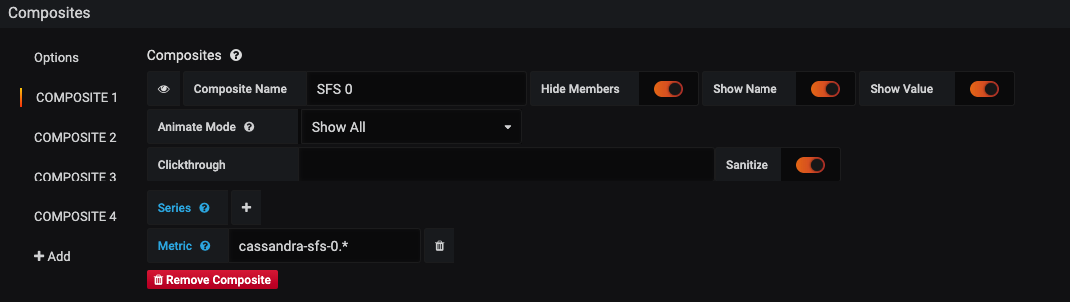 Composites
Options
COMPOSITE 1
COMPOSITE 2
COMPOSITE 3
COMPOSITE 4
Add
Composites
Composite Name SFS 0 Hide Members Show Name Show Value
Animate Mode Show All
Clickthrough Sanitize
Series
Metric cassandra-sfs-0.*
Remove Composite